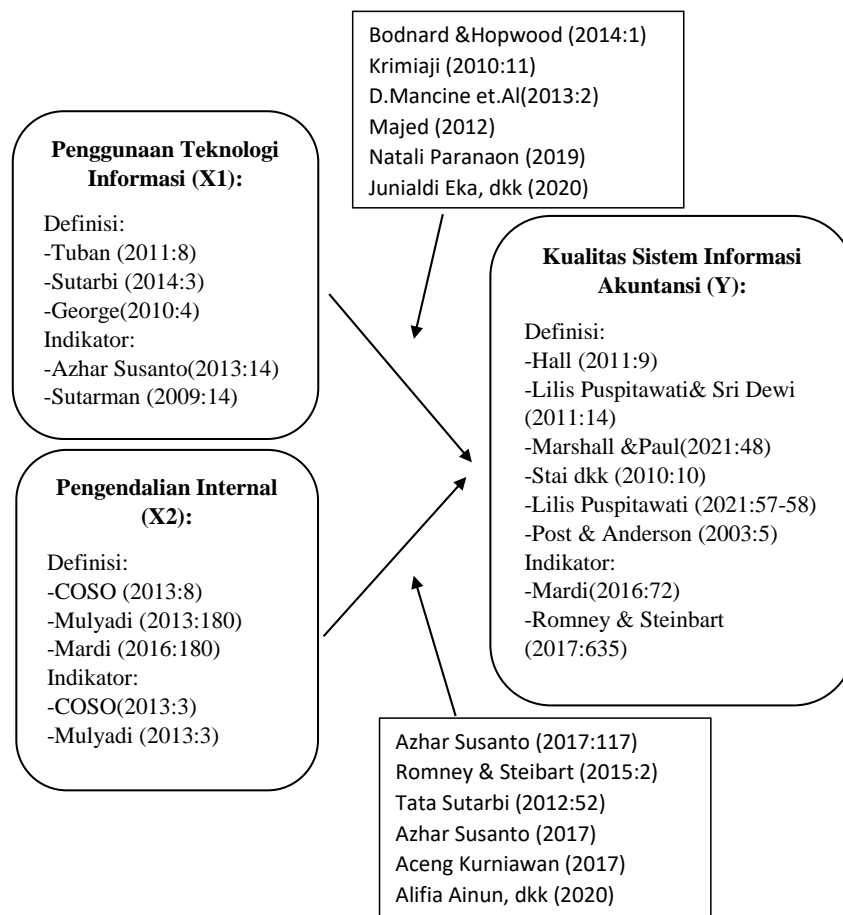 Bodnard &Hopwood (2014:1)
Krimiaji (2010:11)
D.Mancine et.Al(2013:2)
Majed (2012)
Natali Paranaon (2019)
Junialdi Eka, dkk (2020)
Penggunaan Teknologi
Informasi (X1):
Definisi:
-Tuban (2011:8)
-Sutarbi (2014:3)
-George(2010:4)
Indikator:
-Azhar Susanto(2013:14)
-Sutarman (2009:14)
Pengendalian Internal
(X2):
Definisi:
-COSO (2013:8)
-Mulyadi (2013:180)
-Mardi (2016:180)
Indikator:
-COSO(2013:3)
-Mulyadi (2013:3)
Kualitas Sistem Informasi
Akuntansi (Y):
Definisi:
-Hall (2011:9)
-Lilis Puspitawati& Sri Dewi
(2011:14)
-Marshall &Paul(2021:48)
-Stai dkk (2010:10)
-Lilis Puspitawati (2021:57-58)
-Post & Anderson (2003:5)
Indikator:
-Mardi(2016:72)
-Romney & Steinbart
(2017:635)
Azhar Susanto (2017:117)
Romney & Steibart (2015:2)
Tata Sutarbi (2012:52)
Azhar Susanto (2017)
Aceng Kurniawan (2017)
Alifia Ainun, dkk (2020)